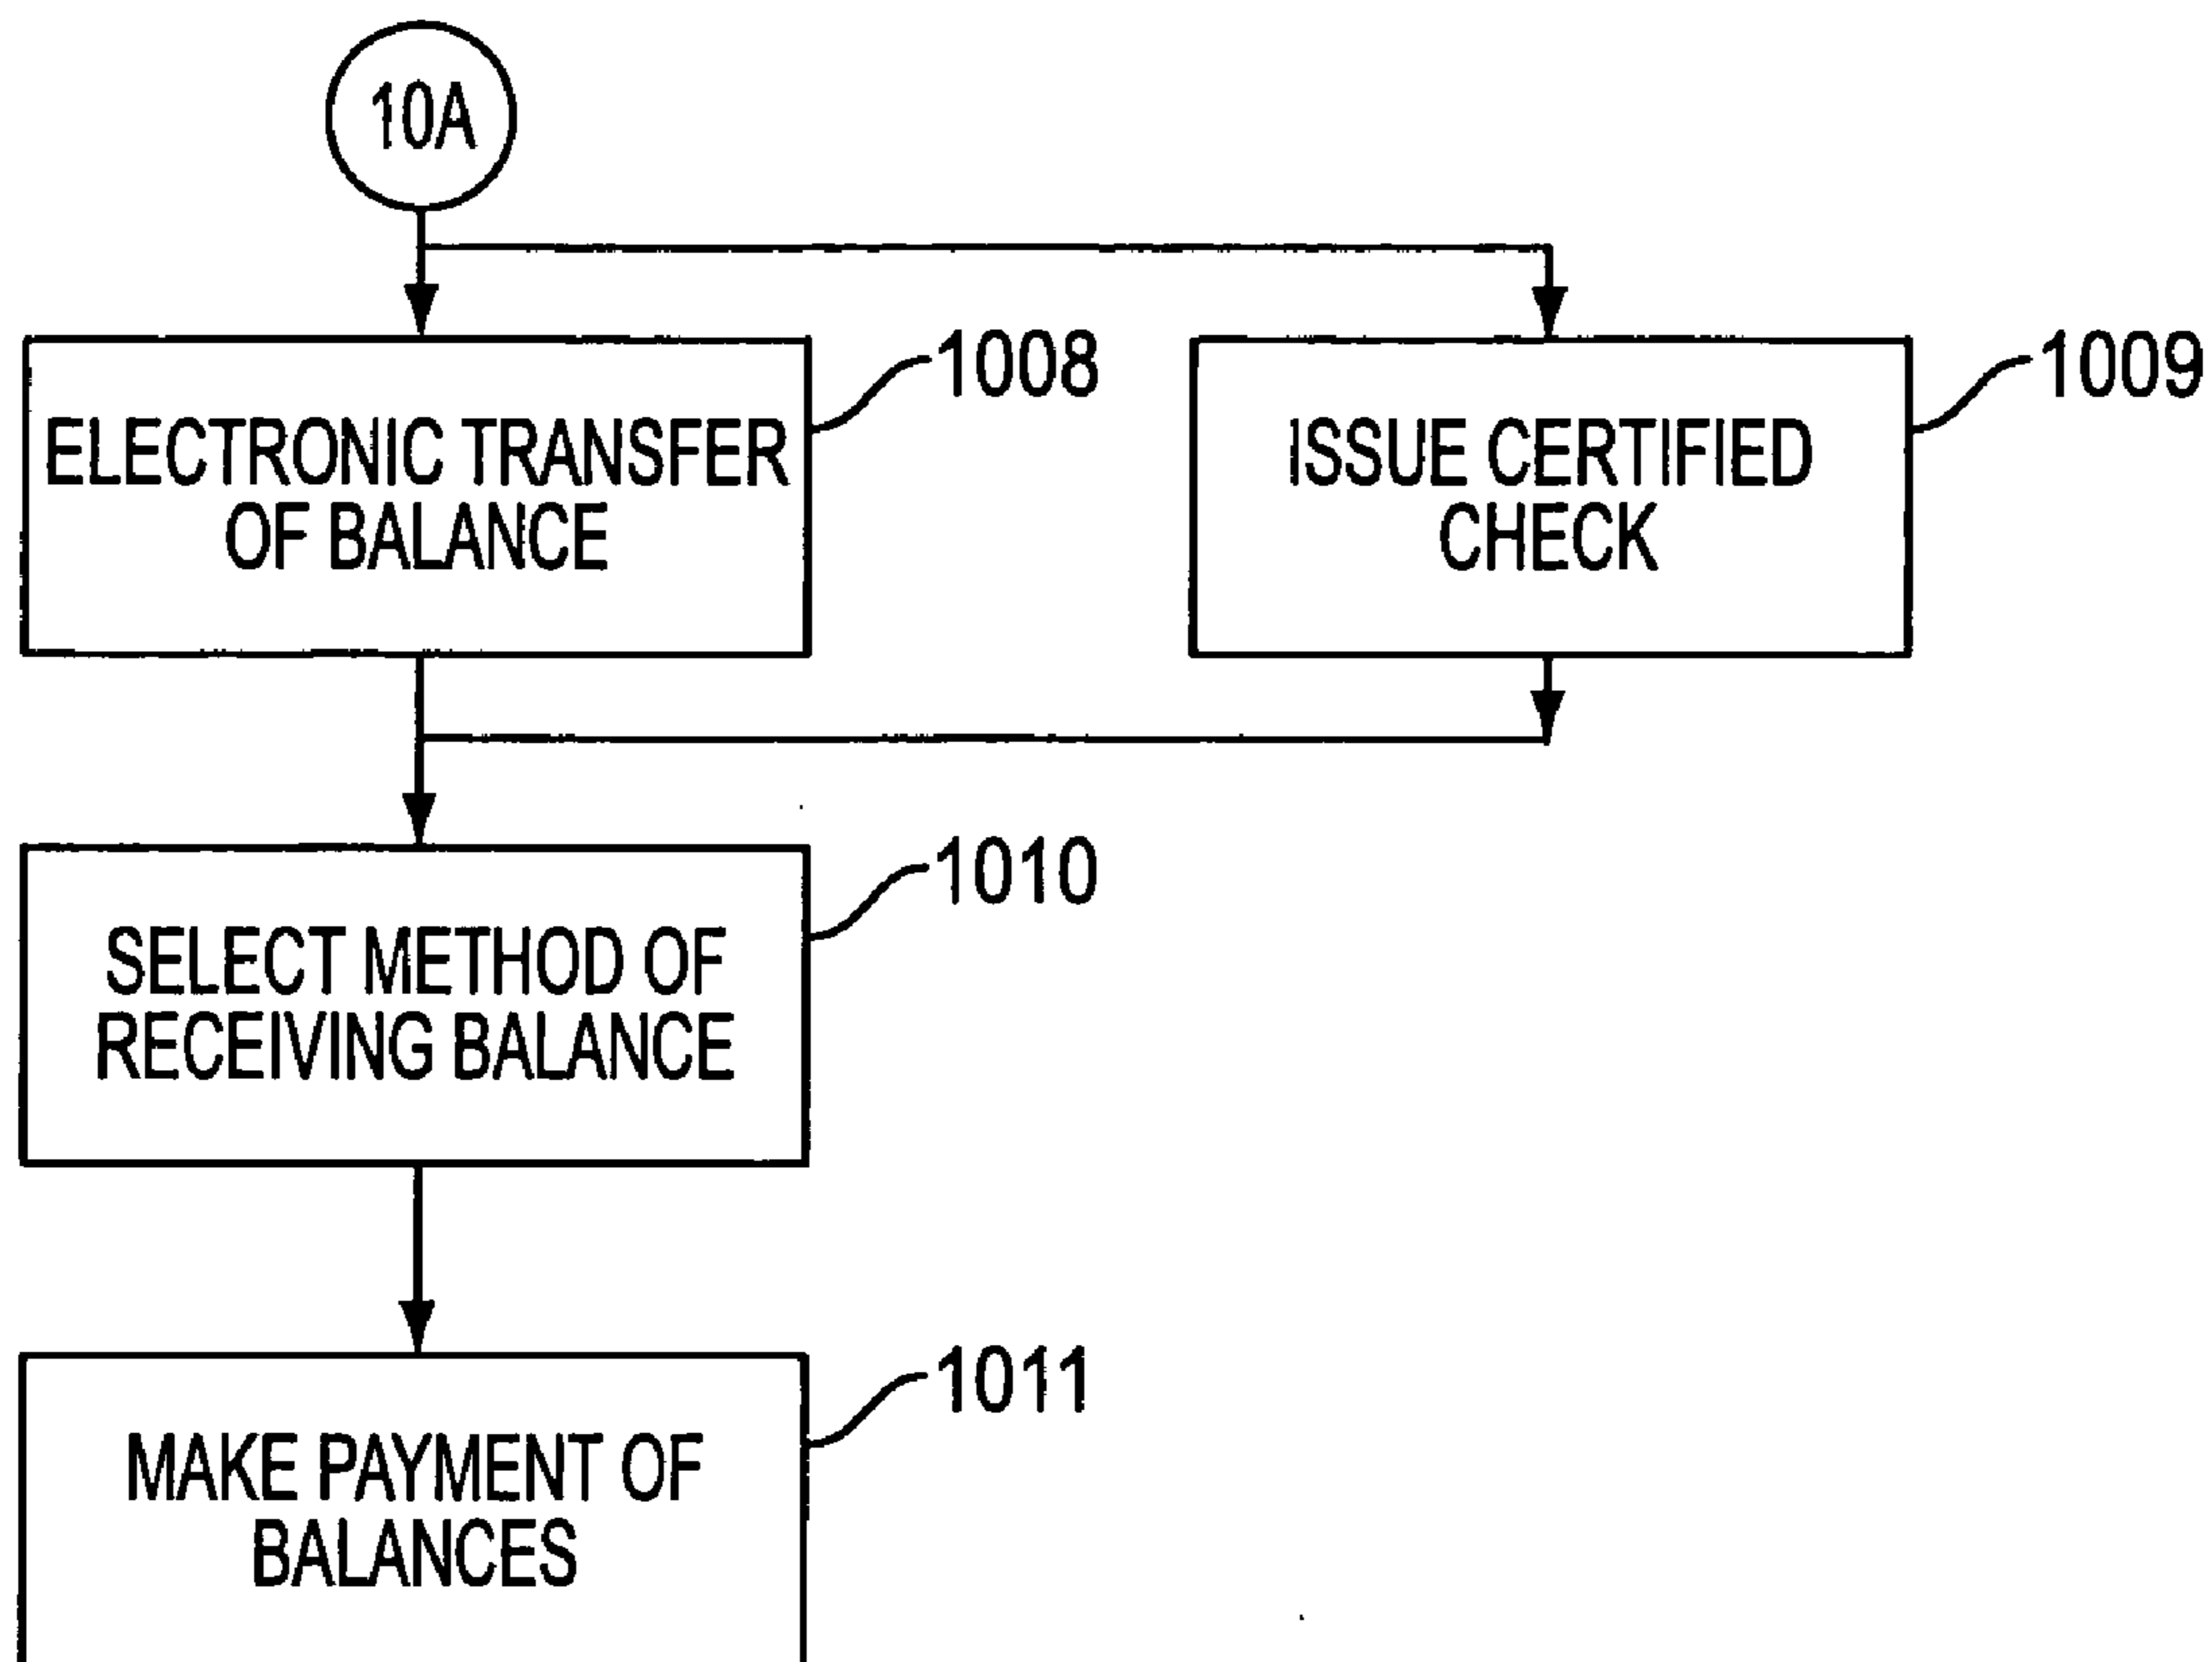 10A
1008
ELECTRONIC TRANSFER
OF BALANCE
1009
ISSUE CERTIFIED
CHECK
1010
SELECT METHOD OF
RECEIVING BALANCE
1011
MAKE PAYMENT OF
BALANCES